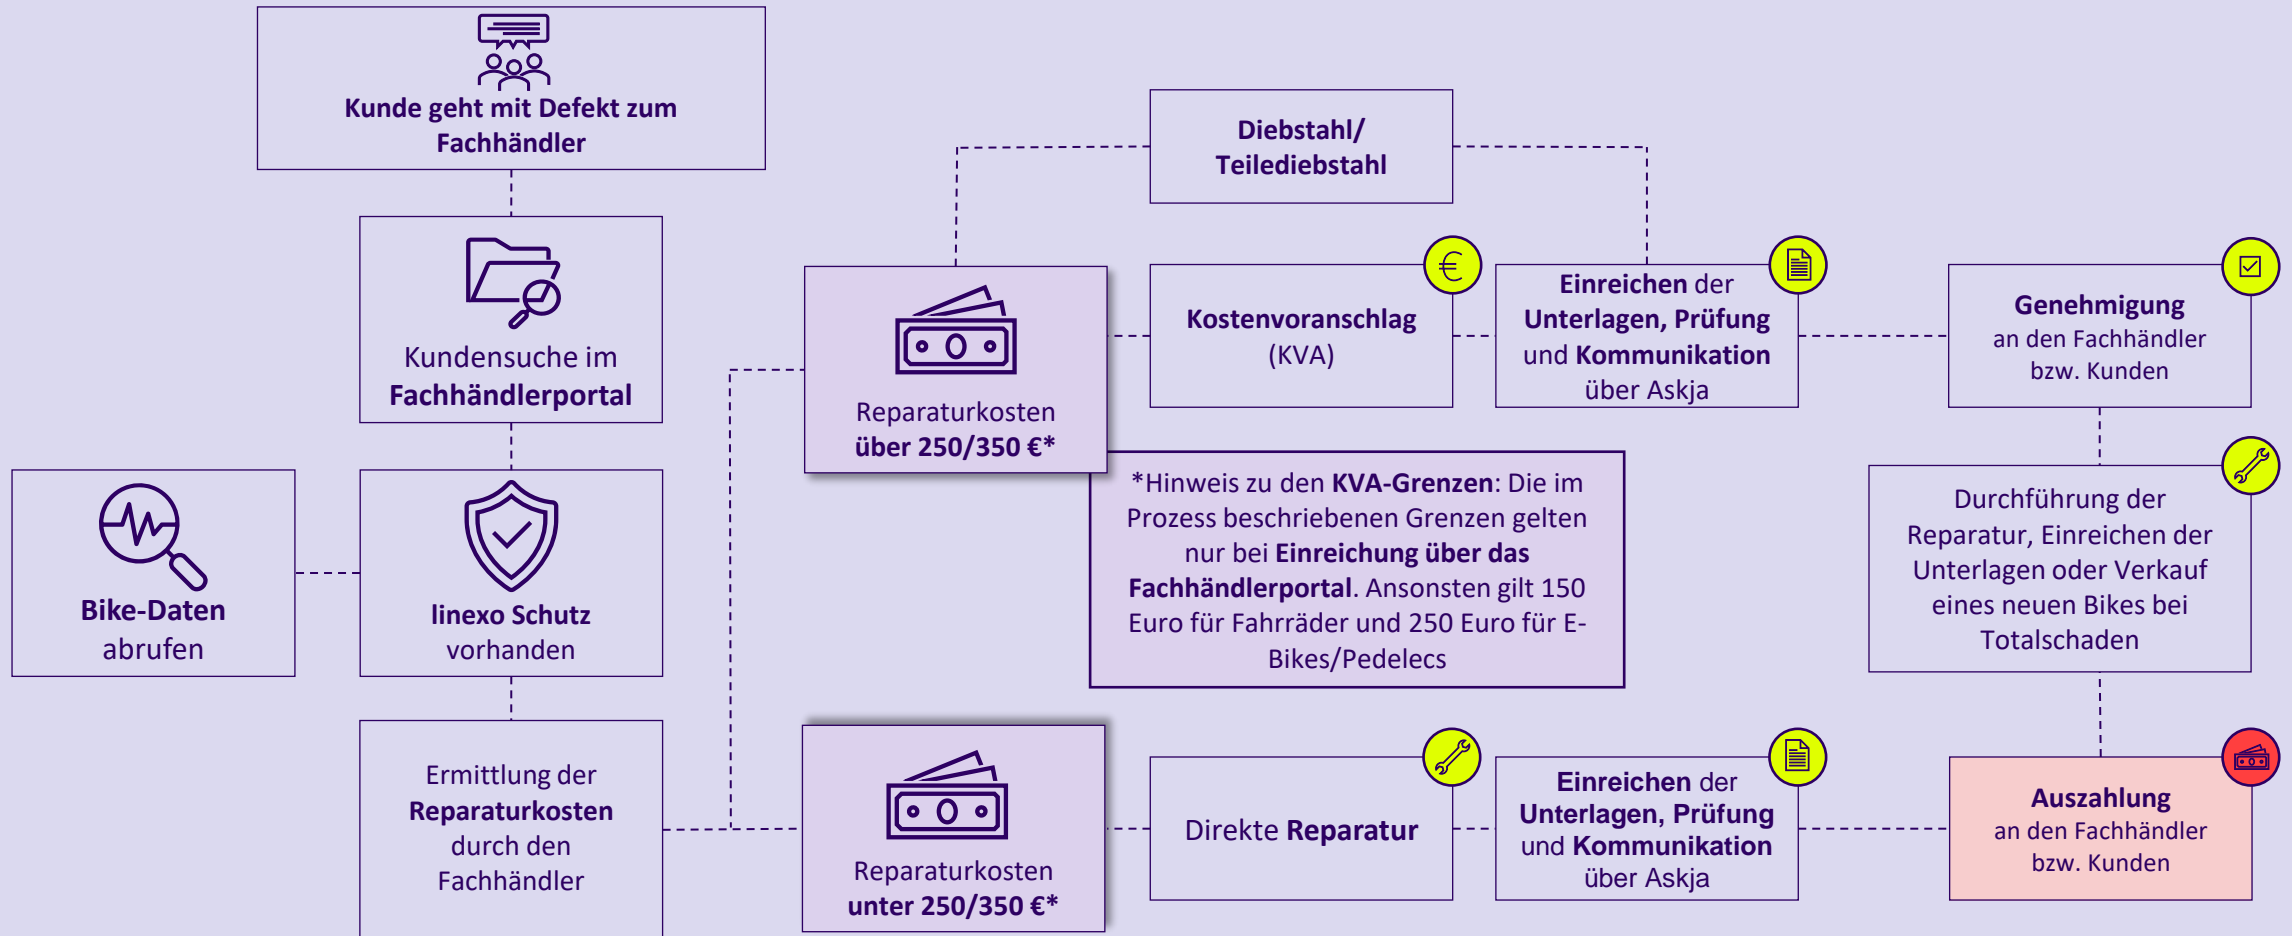 Kunde geht mit Defekt zum
Fachhändler
Kundensuche im
Fachhändlerportal
Bike-Daten
abrufen
linexo Schutz
vorhanden
Ermittlung der
Reparaturkosten
durch den
Fachhändler
Diebstahl/
Teilediebstahl
Reparaturkosten
über 250/350 €*
Kostenvoranschlag
(KVA)
€
Einreichen der
Unterlagen, Prüfung
und Kommunikation
über Askja
Genehmigung
an den Fachhändler
bzw. Kunden
*Hinweis zu den KVA-Grenzen: Die im
Prozess beschriebenen Grenzen gelten
nur bei Einreichung über das
Fachhändlerportal. Ansonsten gilt 150
Euro für Fahrräder und 250 Euro für E-
Bikes/Pedelecs
Durchführung der
Reparatur, Einreichen der
Unterlagen oder Verkauf
eines neuen Bikes bei
Totalschaden
Reparaturkosten
unter 250/350 €*
Direkte Reparatur
Einreichen der
Unterlagen, Prüfung
und Kommunikation
über Askja
Auszahlung
an den Fachhändler
bzw. Kunden